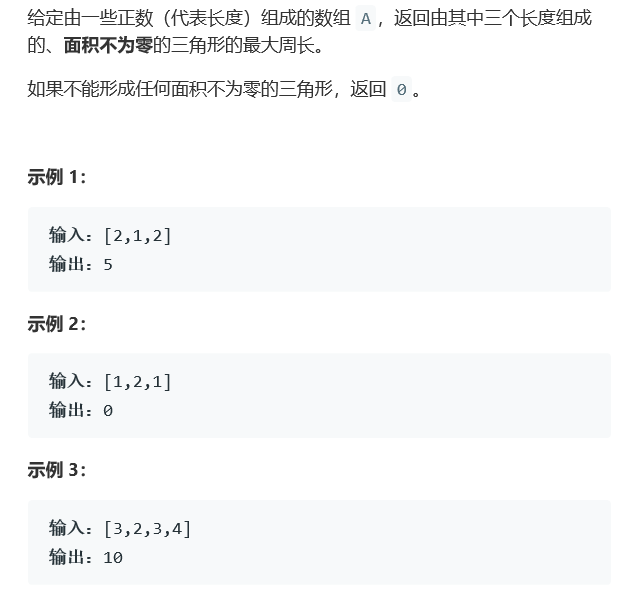 给定由一些正数（代表长度）组成的数组 A，返回由其中三个长度组成
的、面积不为零的三角形的最大周长。
如果不能形成任何面积不为零的三角形，返回 0。
示例 1：
输入：[2,1,2]
输出：5
示例 2：
输入：[1,2,1]
输出：0
示例 3：
输入：[3,2,3,4]
输出：10